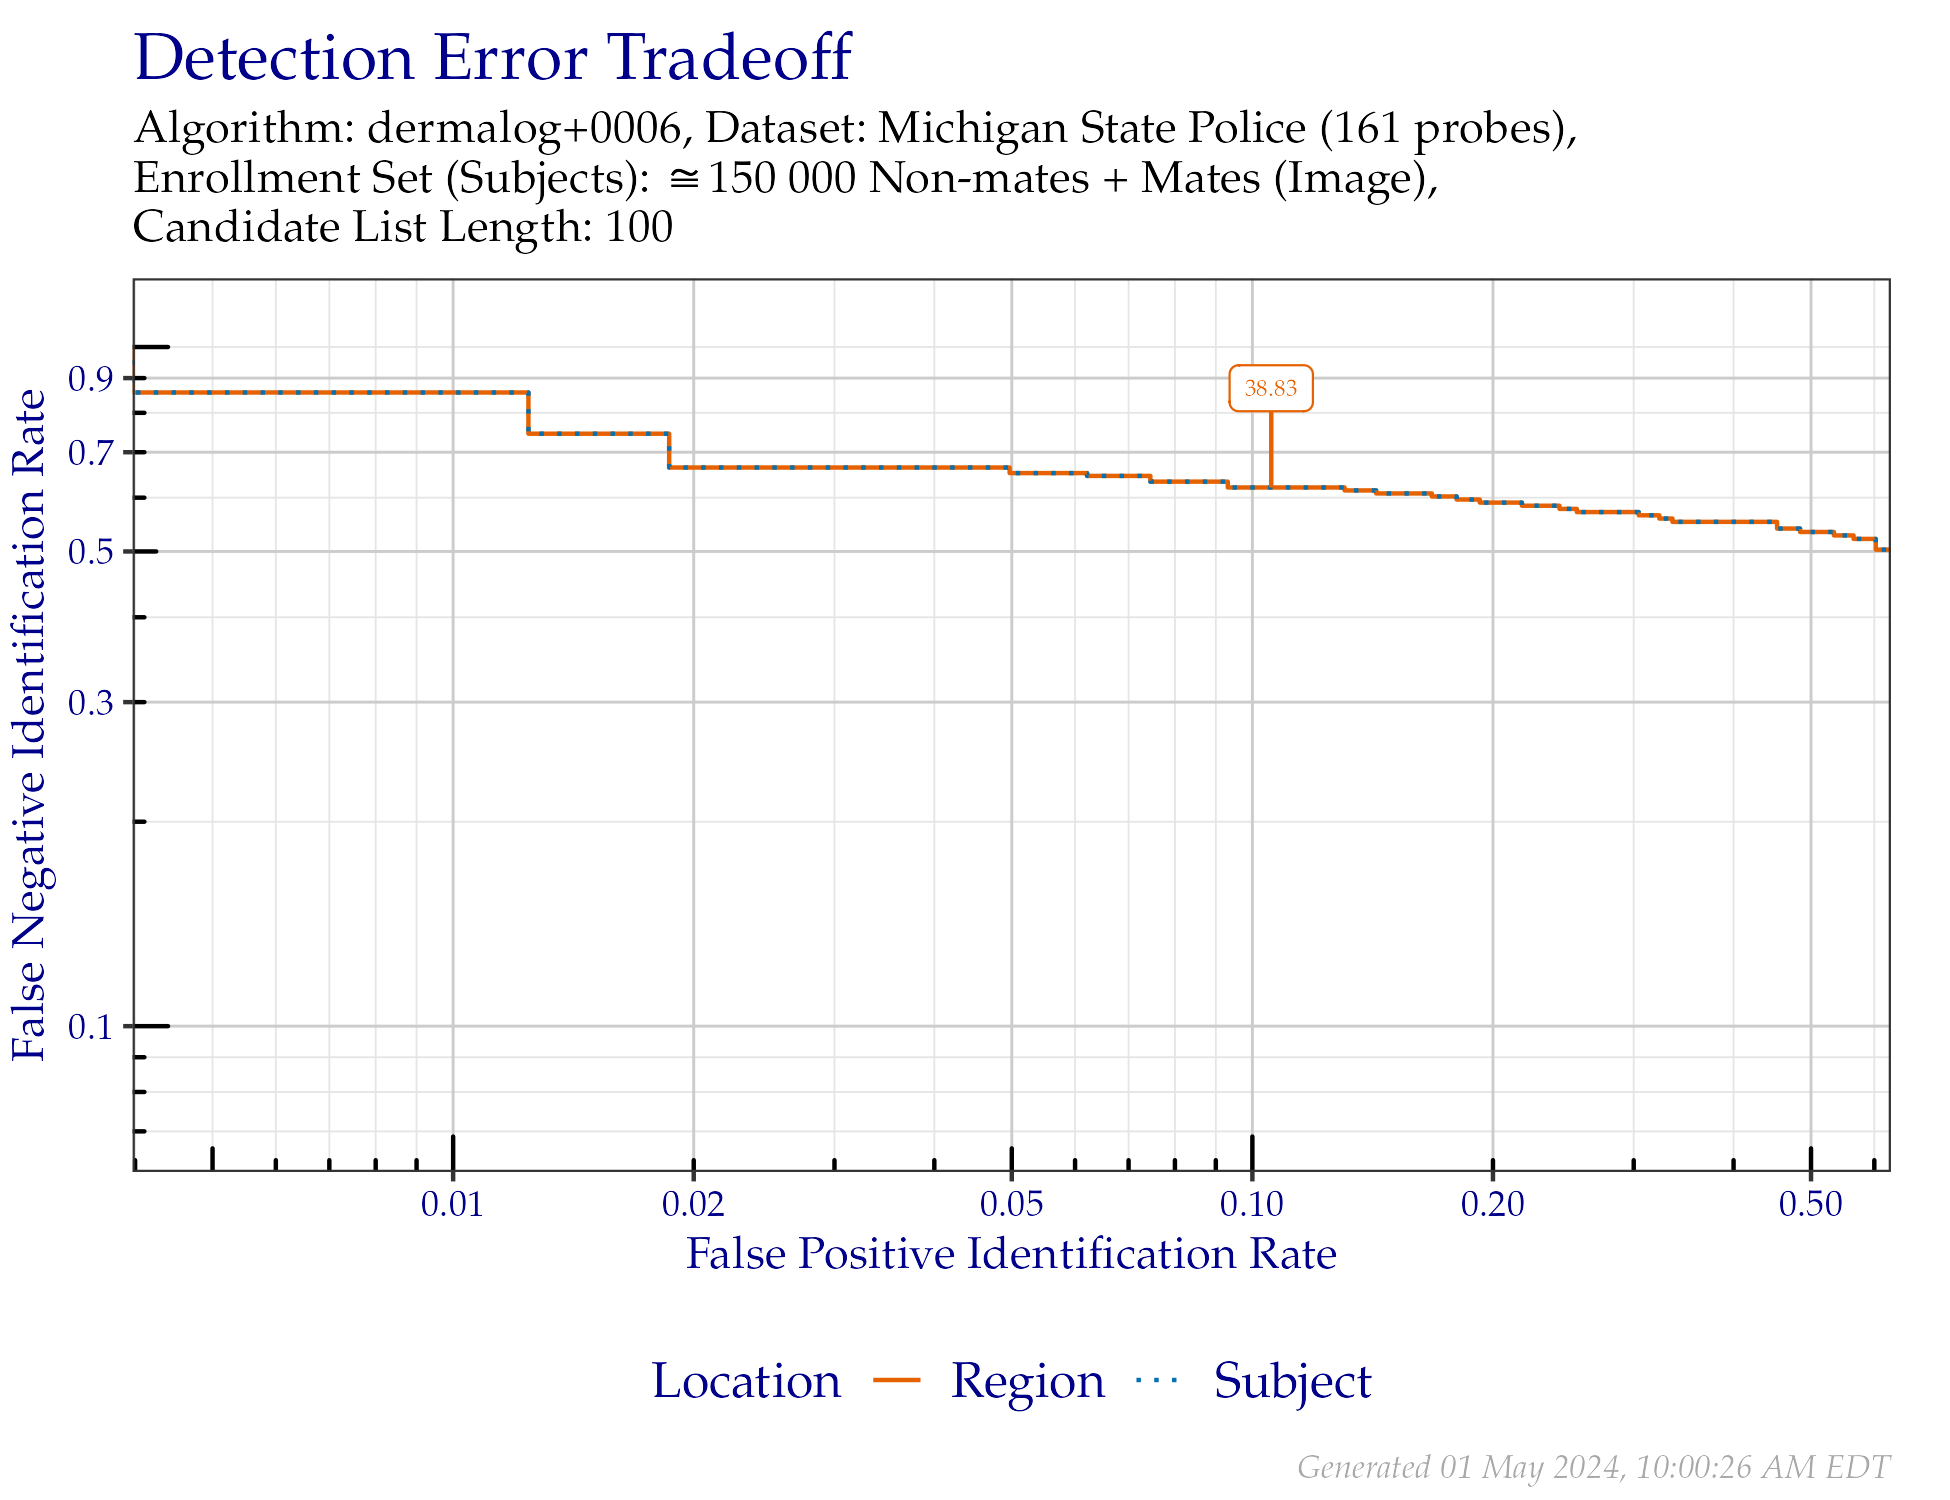 Detection Error Tradeoff
Algorithm: dermalog+0006, Dataset: Michigan State Police (161 probes),
Enrollment Set (Subjects): ≅ 150 000 Non-mates + Mates (Image),
Candidate List Length: 100
False Negative Identification Rate
0.9
0.7
0.5
0.3
0.1
38.83
0.01 0.02 0.05 0.10 0.20 0.50
False Positive Identification Rate
Location Region Subject
Generated 01 May 2024, 10:00:26 AM EDT